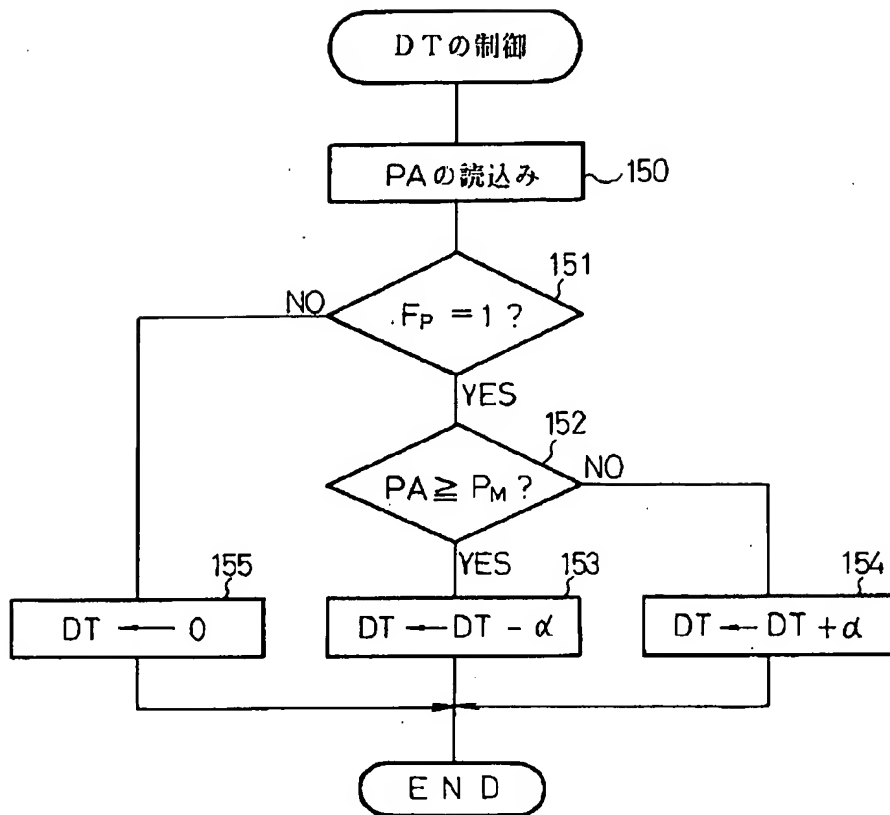 DTの制御
PAの読込み
150
151
NO
FP = 1 ?
YES
152
PA ≧ PM ?
NO
YES
155
153
154
DT ← 0
DT ← DT - α
DT ← DT + α
END